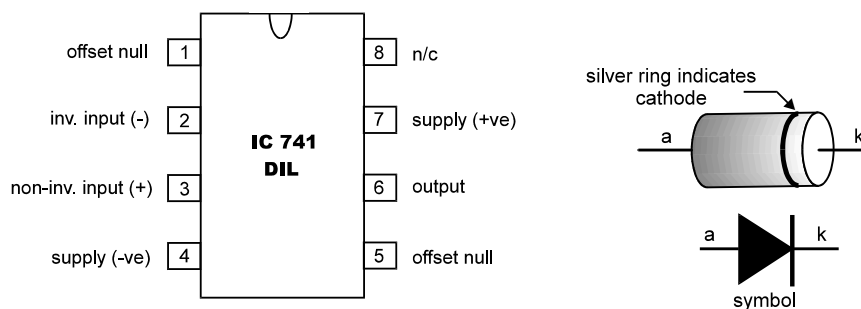 offset null 1
8 n/c
inv. input (-) 2
7 supply (+ve)
IC 741
DIL
non-inv. input (+) 3
6 output
supply (-ve) 4
5 offset null
silver ring indicates
cathode
a
k
a
k
symbol